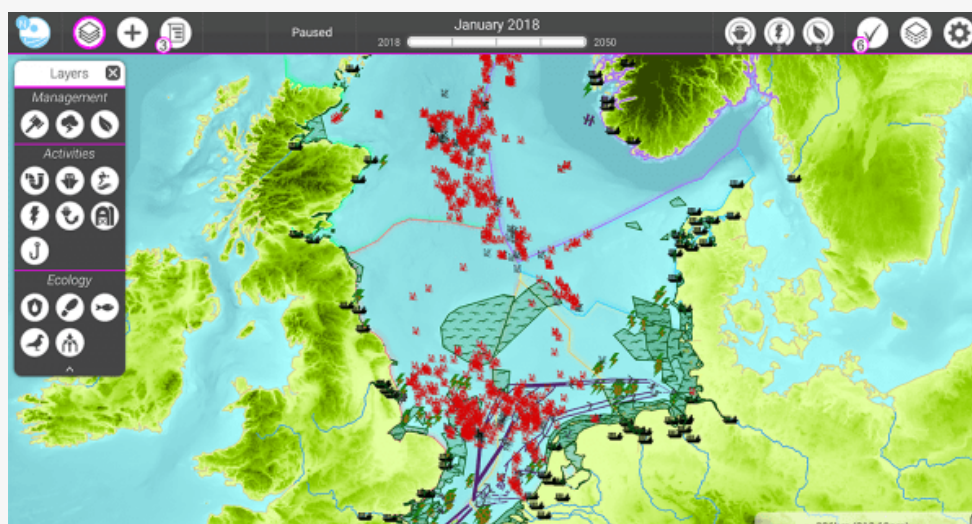 N
3
Paused
January 2018
2018
2050
6
Layers
Management
Activities
Ecology